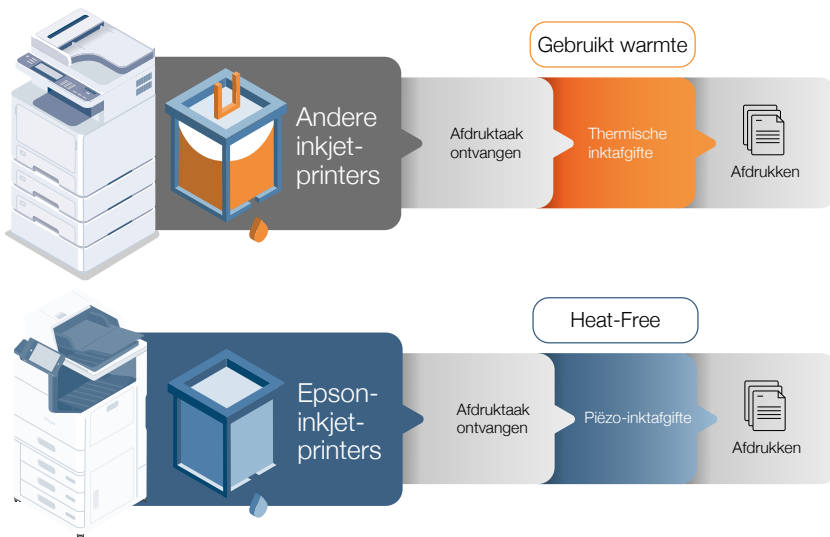 Gebruikt warmte
Andere
inkjet-
printers
Afdruktaak
ontvangen
Thermische
inktafgifte
Afdrukken
Heat-Free
Epson-
inkjet-
printers
Afdruktaak
ontvangen
Piëzo-inktafgifte
Afdrukken